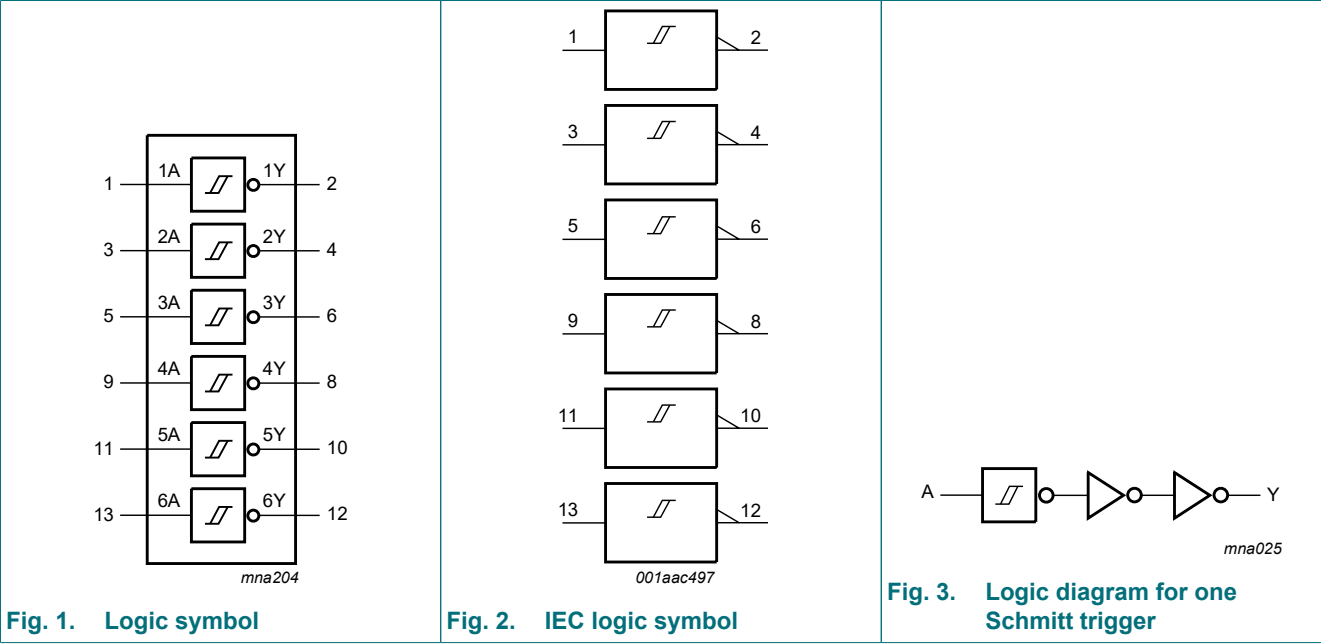 1 1A 1Y 2
3 2A 2Y 4
5 3A 3Y 6
9 4A 4Y 8
11 5A 5Y 10
13 6A 6Y 12
mna204
Fig. 1. Logic symbol
1 2
3 4
5 6
9 8
11 10
13 12
001aac497
Fig. 2. IEC logic symbol
A Y
mna025
Fig. 3. Logic diagram for one
Schmitt trigger